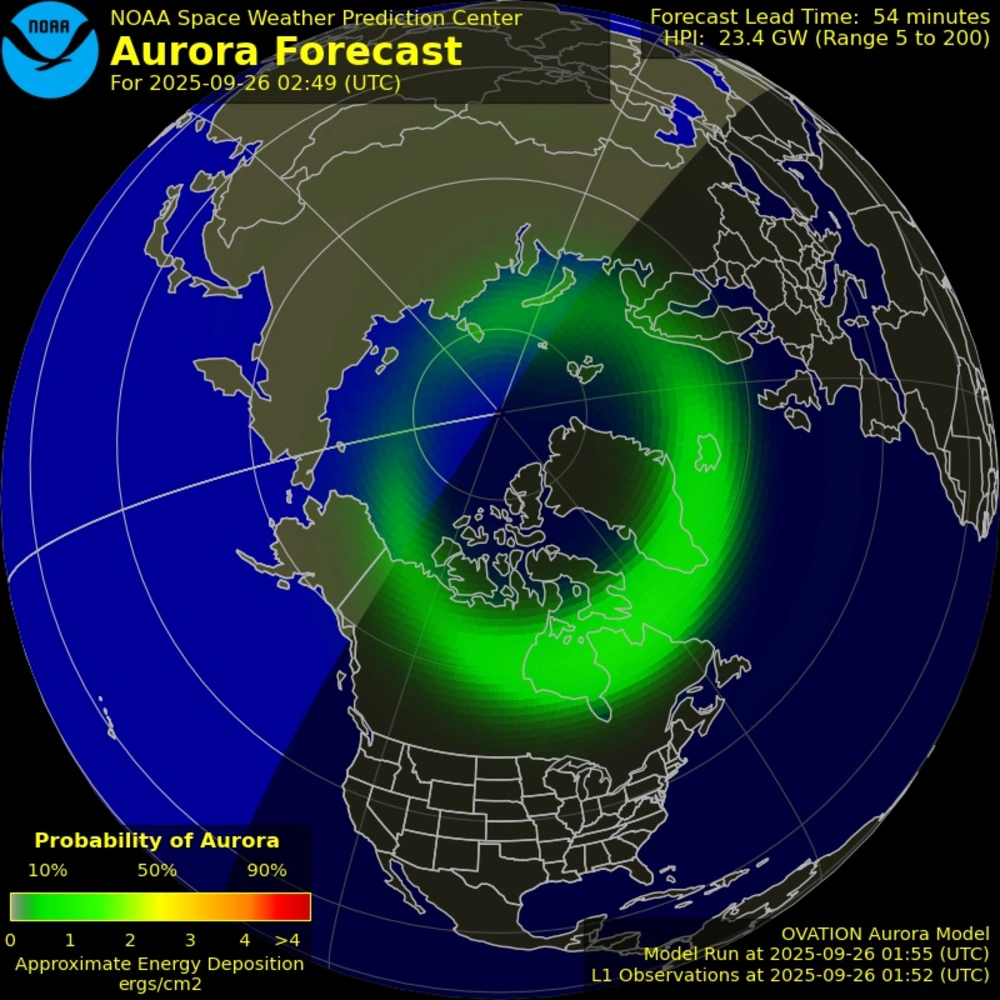 NOAA
NOAA Space Weather Prediction Center
Aurora Forecast
For 2025-09-26 02:49 (UTC)
Forecast Lead Time: 54 minutes
HPI: 23.4 GW (Range 5 to 200)
Probability of Aurora
10% 50% 90%
0 1 2 3 4 >4
Approximate Energy Deposition
ergs/cm2
OVATION Aurora Model
Model Run at 2025-09-26 01:55 (UTC)
L1 Observations at 2025-09-26 01:52 (UTC)